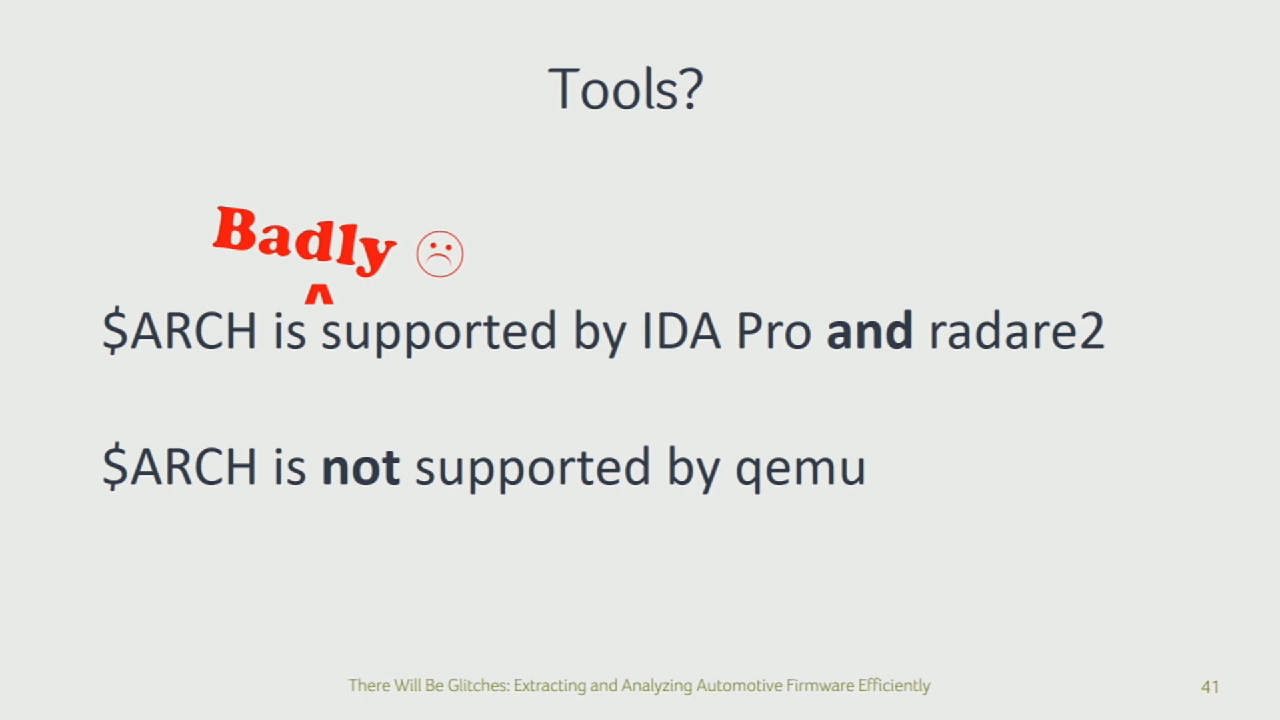 Tools?
Badly ☹
^
$ARCH is supported by IDA Pro and radare2
$ARCH is not supported by qemu
There Will Be Glitches: Extracting and Analyzing Automotive Firmware Efficiently
41